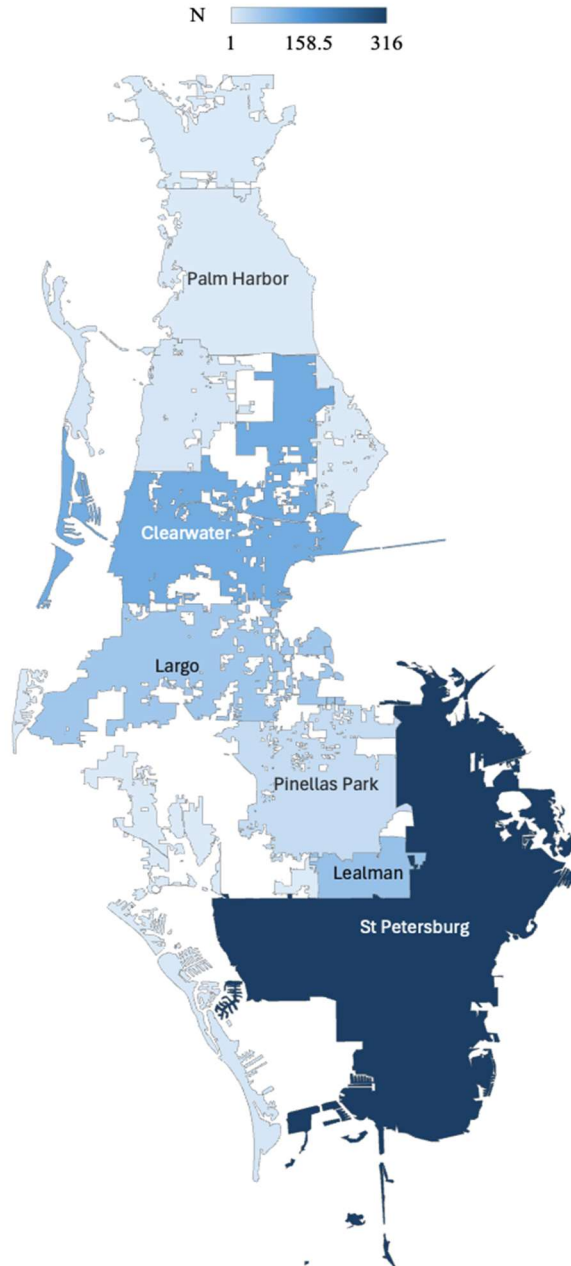 N
1 158.5 316
Palm Harbor
Clearwater
Largo
Pinellas Park
Lealman
St Petersburg